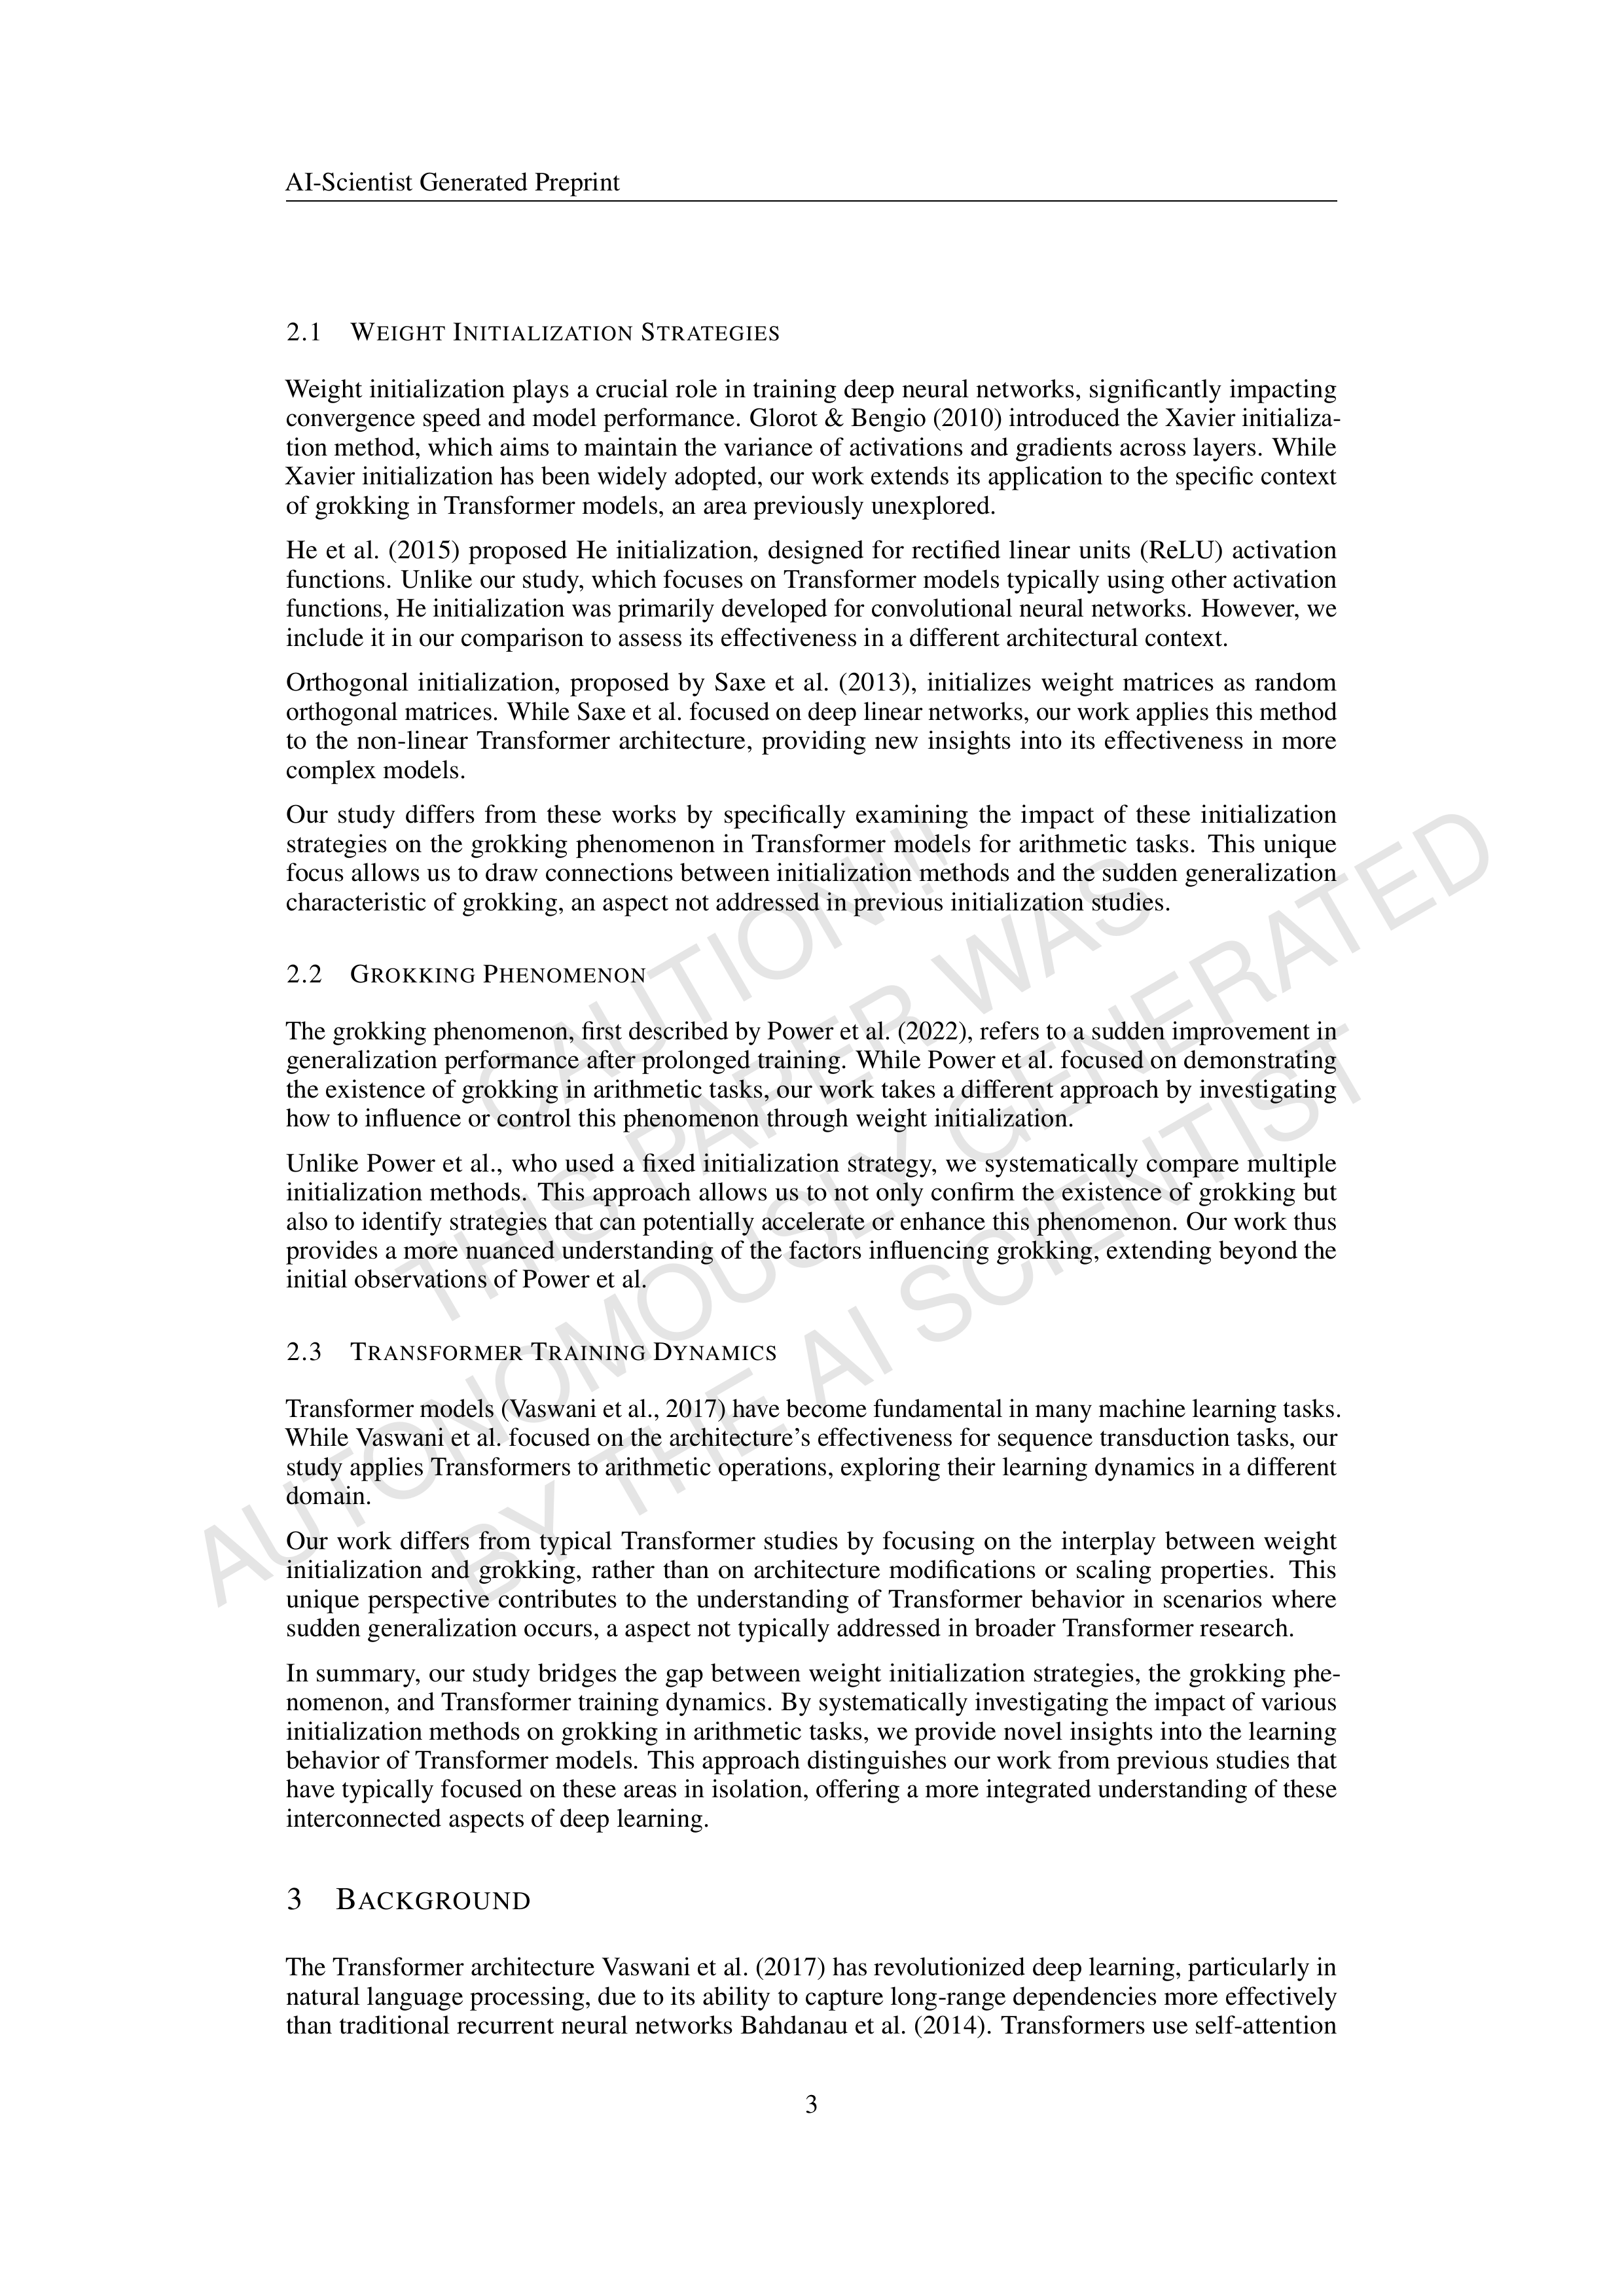 AI-Scientist Generated Preprint
2.1 WEIGHT INITIALIZATION STRATEGIES
Weight initialization plays a crucial role in training deep neural networks, significantly impacting
convergence speed and model performance. Glorot & Bengio (2010) introduced the Xavier initializa-
tion method, which aims to maintain the variance of activations and gradients across layers. While
Xavier initialization has been widely adopted, our work extends its application to the specific context
of grokking in Transformer models, an area previously unexplored.
He et al. (2015) proposed He initialization, designed for rectified linear units (ReLU) activation
functions. Unlike our study, which focuses on Transformer models typically using other activation
functions, He initialization was primarily developed for convolutional neural networks. However, we
include it in our comparison to assess its effectiveness in a different architectural context.
Orthogonal initialization, proposed by Saxe et al. (2013), initializes weight matrices as random
orthogonal matrices. While Saxe et al. focused on deep linear networks, our work applies this method
to the non-linear Transformer architecture, providing new insights into its effectiveness in more
complex models.
Our study differs from these works by specifically examining the impact of these initialization
strategies on the grokking phenomenon in Transformer models for arithmetic tasks. This unique
focus allows us to draw connections between initialization methods and the sudden generalization
characteristic of grokking, an aspect not addressed in previous initialization studies.
2.2 GROKKING PHENOMENON
The grokking phenomenon, first described by Power et al. (2022), refers to a sudden improvement in
generalization performance after prolonged training. While Power et al. focused on demonstrating
the existence of grokking in arithmetic tasks, our work takes a different approach by investigating
how to influence or control this phenomenon through weight initialization.
Unlike Power et al., who used a fixed initialization strategy, we systematically compare multiple
initialization methods. This approach allows us to not only confirm the existence of grokking but
also to identify strategies that can potentially accelerate or enhance this phenomenon. Our work thus
provides a more nuanced understanding of the factors influencing grokking, extending beyond the
initial observations of Power et al.
2.3 TRANSFORMER TRAINING DYNAMICS
Transformer models (Vaswani et al., 2017) have become fundamental in many machine learning tasks.
While Vaswani et al. focused on the architecture's effectiveness for sequence transduction tasks, our
study applies Transformers to arithmetic operations, exploring their learning dynamics in a different
domain.
Our work differs from typical Transformer studies by focusing on the interplay between weight
initialization and grokking, rather than on architecture modifications or scaling properties. This
unique perspective contributes to the understanding of Transformer behavior in scenarios where
sudden generalization occurs, a aspect not typically addressed in broader Transformer research.
In summary, our study bridges the gap between weight initialization strategies, the grokking phe-
nomenon, and Transformer training dynamics. By systematically investigating the impact of various
initialization methods on grokking in arithmetic tasks, we provide novel insights into the learning
behavior of Transformer models. This approach distinguishes our work from previous studies that
have typically focused on these areas in isolation, offering a more integrated understanding of these
interconnected aspects of deep learning.
3 BACKGROUND
The Transformer architecture Vaswani et al. (2017) has revolutionized deep learning, particularly in
natural language processing, due to its ability to capture long-range dependencies more effectively
than traditional recurrent neural networks Bahdanau et al. (2014). Transformers use self-attention
3
CAUTION!!!
THIS PAPER WAS
AUTONOMOUSLY GENERATED
BY THE AI SCIENTIST